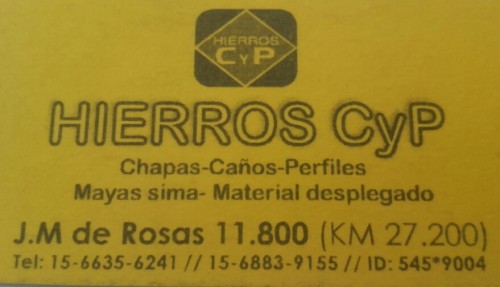 HIERROS
CyP
HIERROS CyP
Chapas-Caños-Perfiles
Mayas sima- Material desplegado
J.M de Rosas 11.800 (KM 27.200)
Tel: 15-6635-6241 // 15-6883-9155 // ID: 545*9004